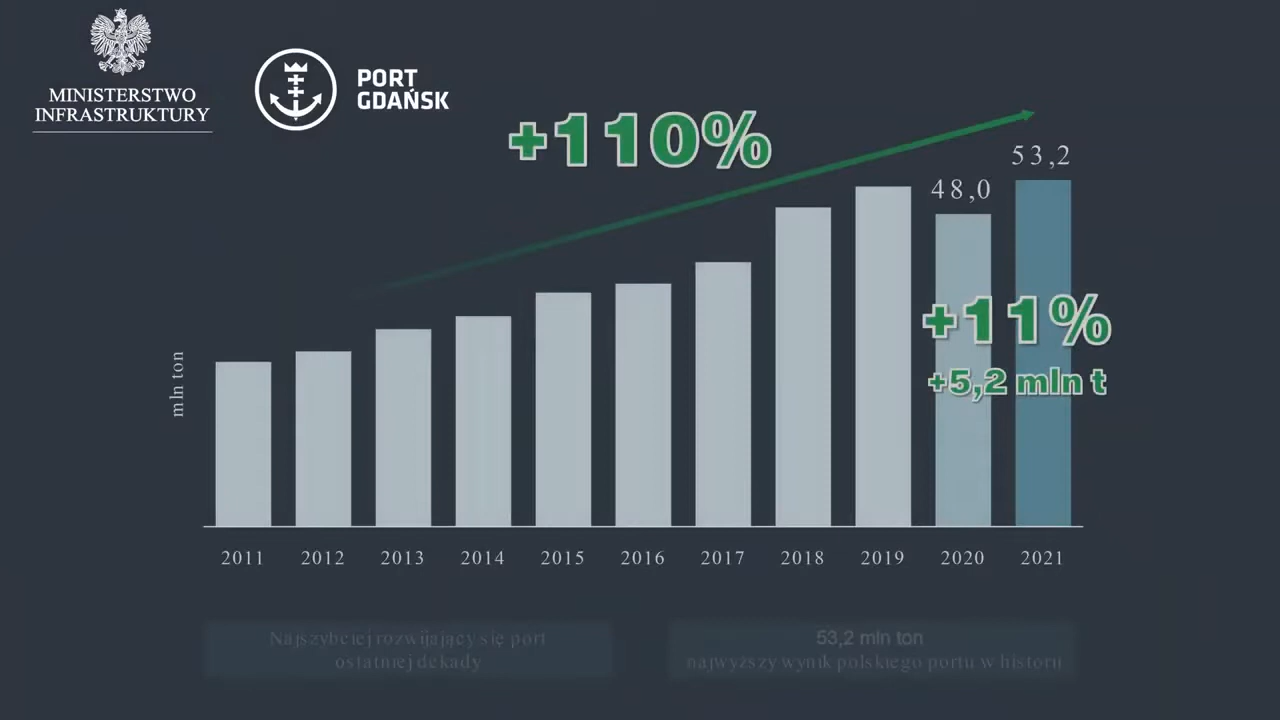 MINISTERSTWO
INFRASTRUKTURY
PORT
GDAŃSK
+110%
53,2
48,0
+11%
+5,2 mln t
mln ton
2011 2012 2013 2014 2015 2016 2017 2018 2019 2020 2021
Najszybciej rozwijający się port
ostatniej dekady
53,2 mln ton
najwyższy wynik polskiego portu w historii